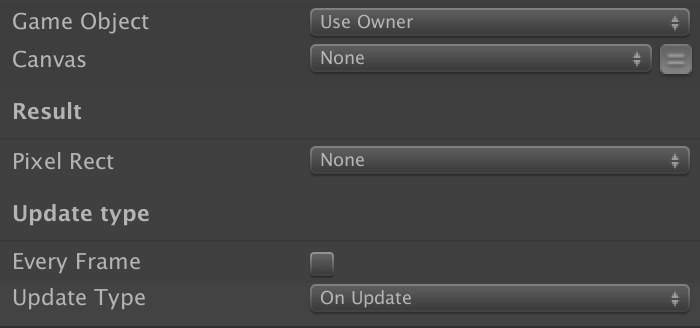 Game Object Use Owner
Canvas None =
Result
Pixel Rect None
Update type
Every Frame
Update Type On Update